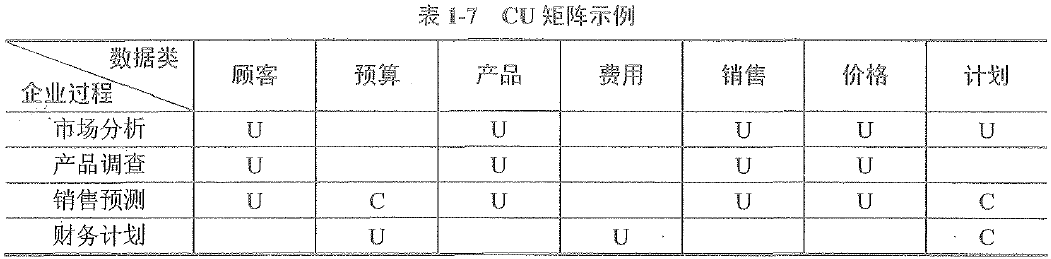 表 1-7 CU 矩阵示例
数据类 顾客 预算 产品 费用 销售 价格 计划
企业过程
市场分析 U U U U U
产品调查 U U U U
销售预测 U C U U U C
财务计划 U U C